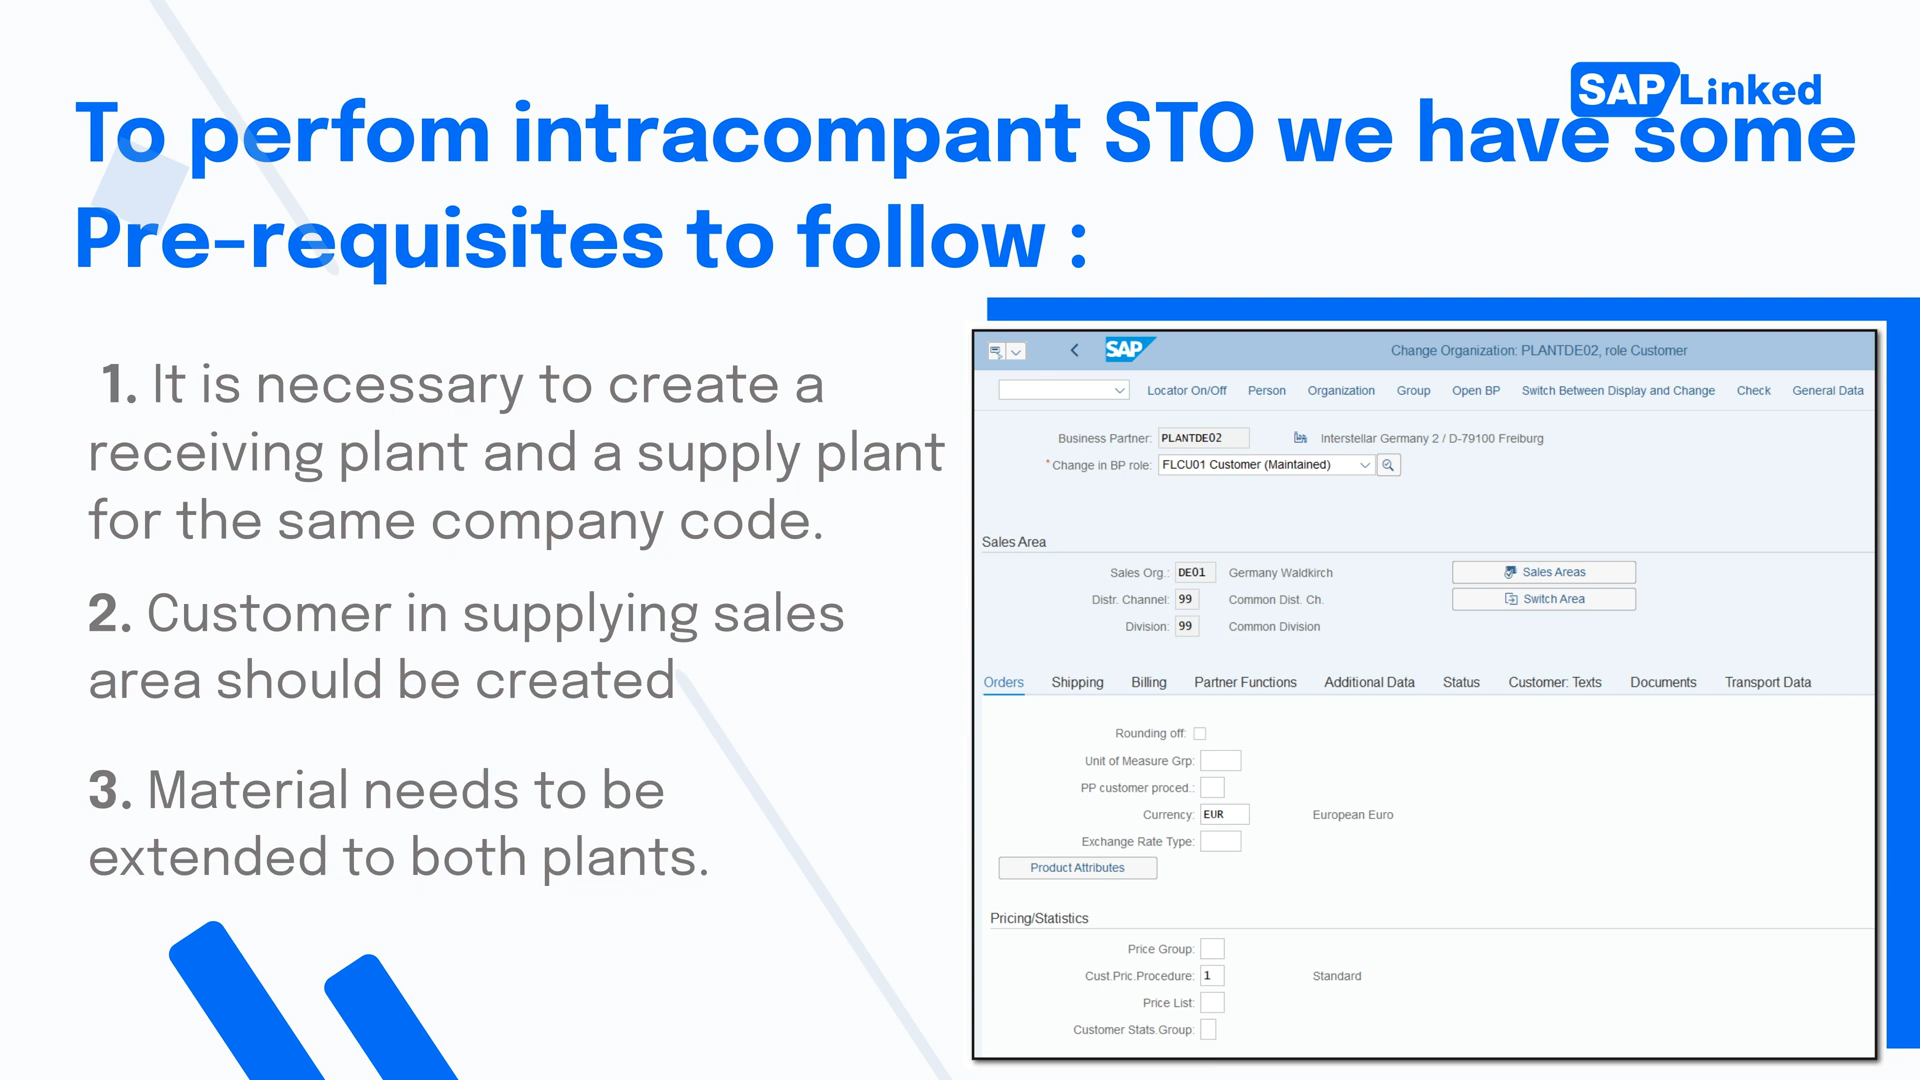 SAP Linked
To perfom intracompant STO we have some
Pre-requisites to follow :
1. It is necessary to create a
receiving plant and a supply plant
for the same company code.
2. Customer in supplying sales
area should be created
3. Material needs to be
extended to both plants.
SAP
Change Organization: PLANTDE02, role Customer
Locator On/Off Person Organization Group Open BP Switch Between Display and Change Check General Data
Business Partner: PLANTDE02 Interstellar Germany 2 / D-79100 Freiburg
* Change in BP role: FLCU01 Customer (Maintained)
Sales Area
Sales Org.: DE01 Germany Waldkirch Sales Areas
Distr. Channel: 99 Common Dist. Ch. Switch Area
Division: 99 Common Division
Orders Shipping Billing Partner Functions Additional Data Status Customer: Texts Documents Transport Data
Rounding off:
Unit of Measure Grp:
PP customer proced.:
Currency: EUR European Euro
Exchange Rate Type:
Product Attributes
Pricing/Statistics
Price Group:
Cust.Pric.Procedure: 1 Standard
Price List:
Customer Stats.Group: